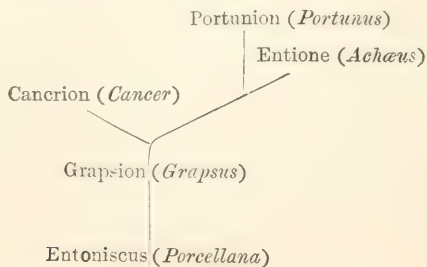 Portunion (Portunus)
Entione (Achæus)
Cancrion (Cancer)
Grapsion (Grapsus)
Entoniscus (Porcellana)